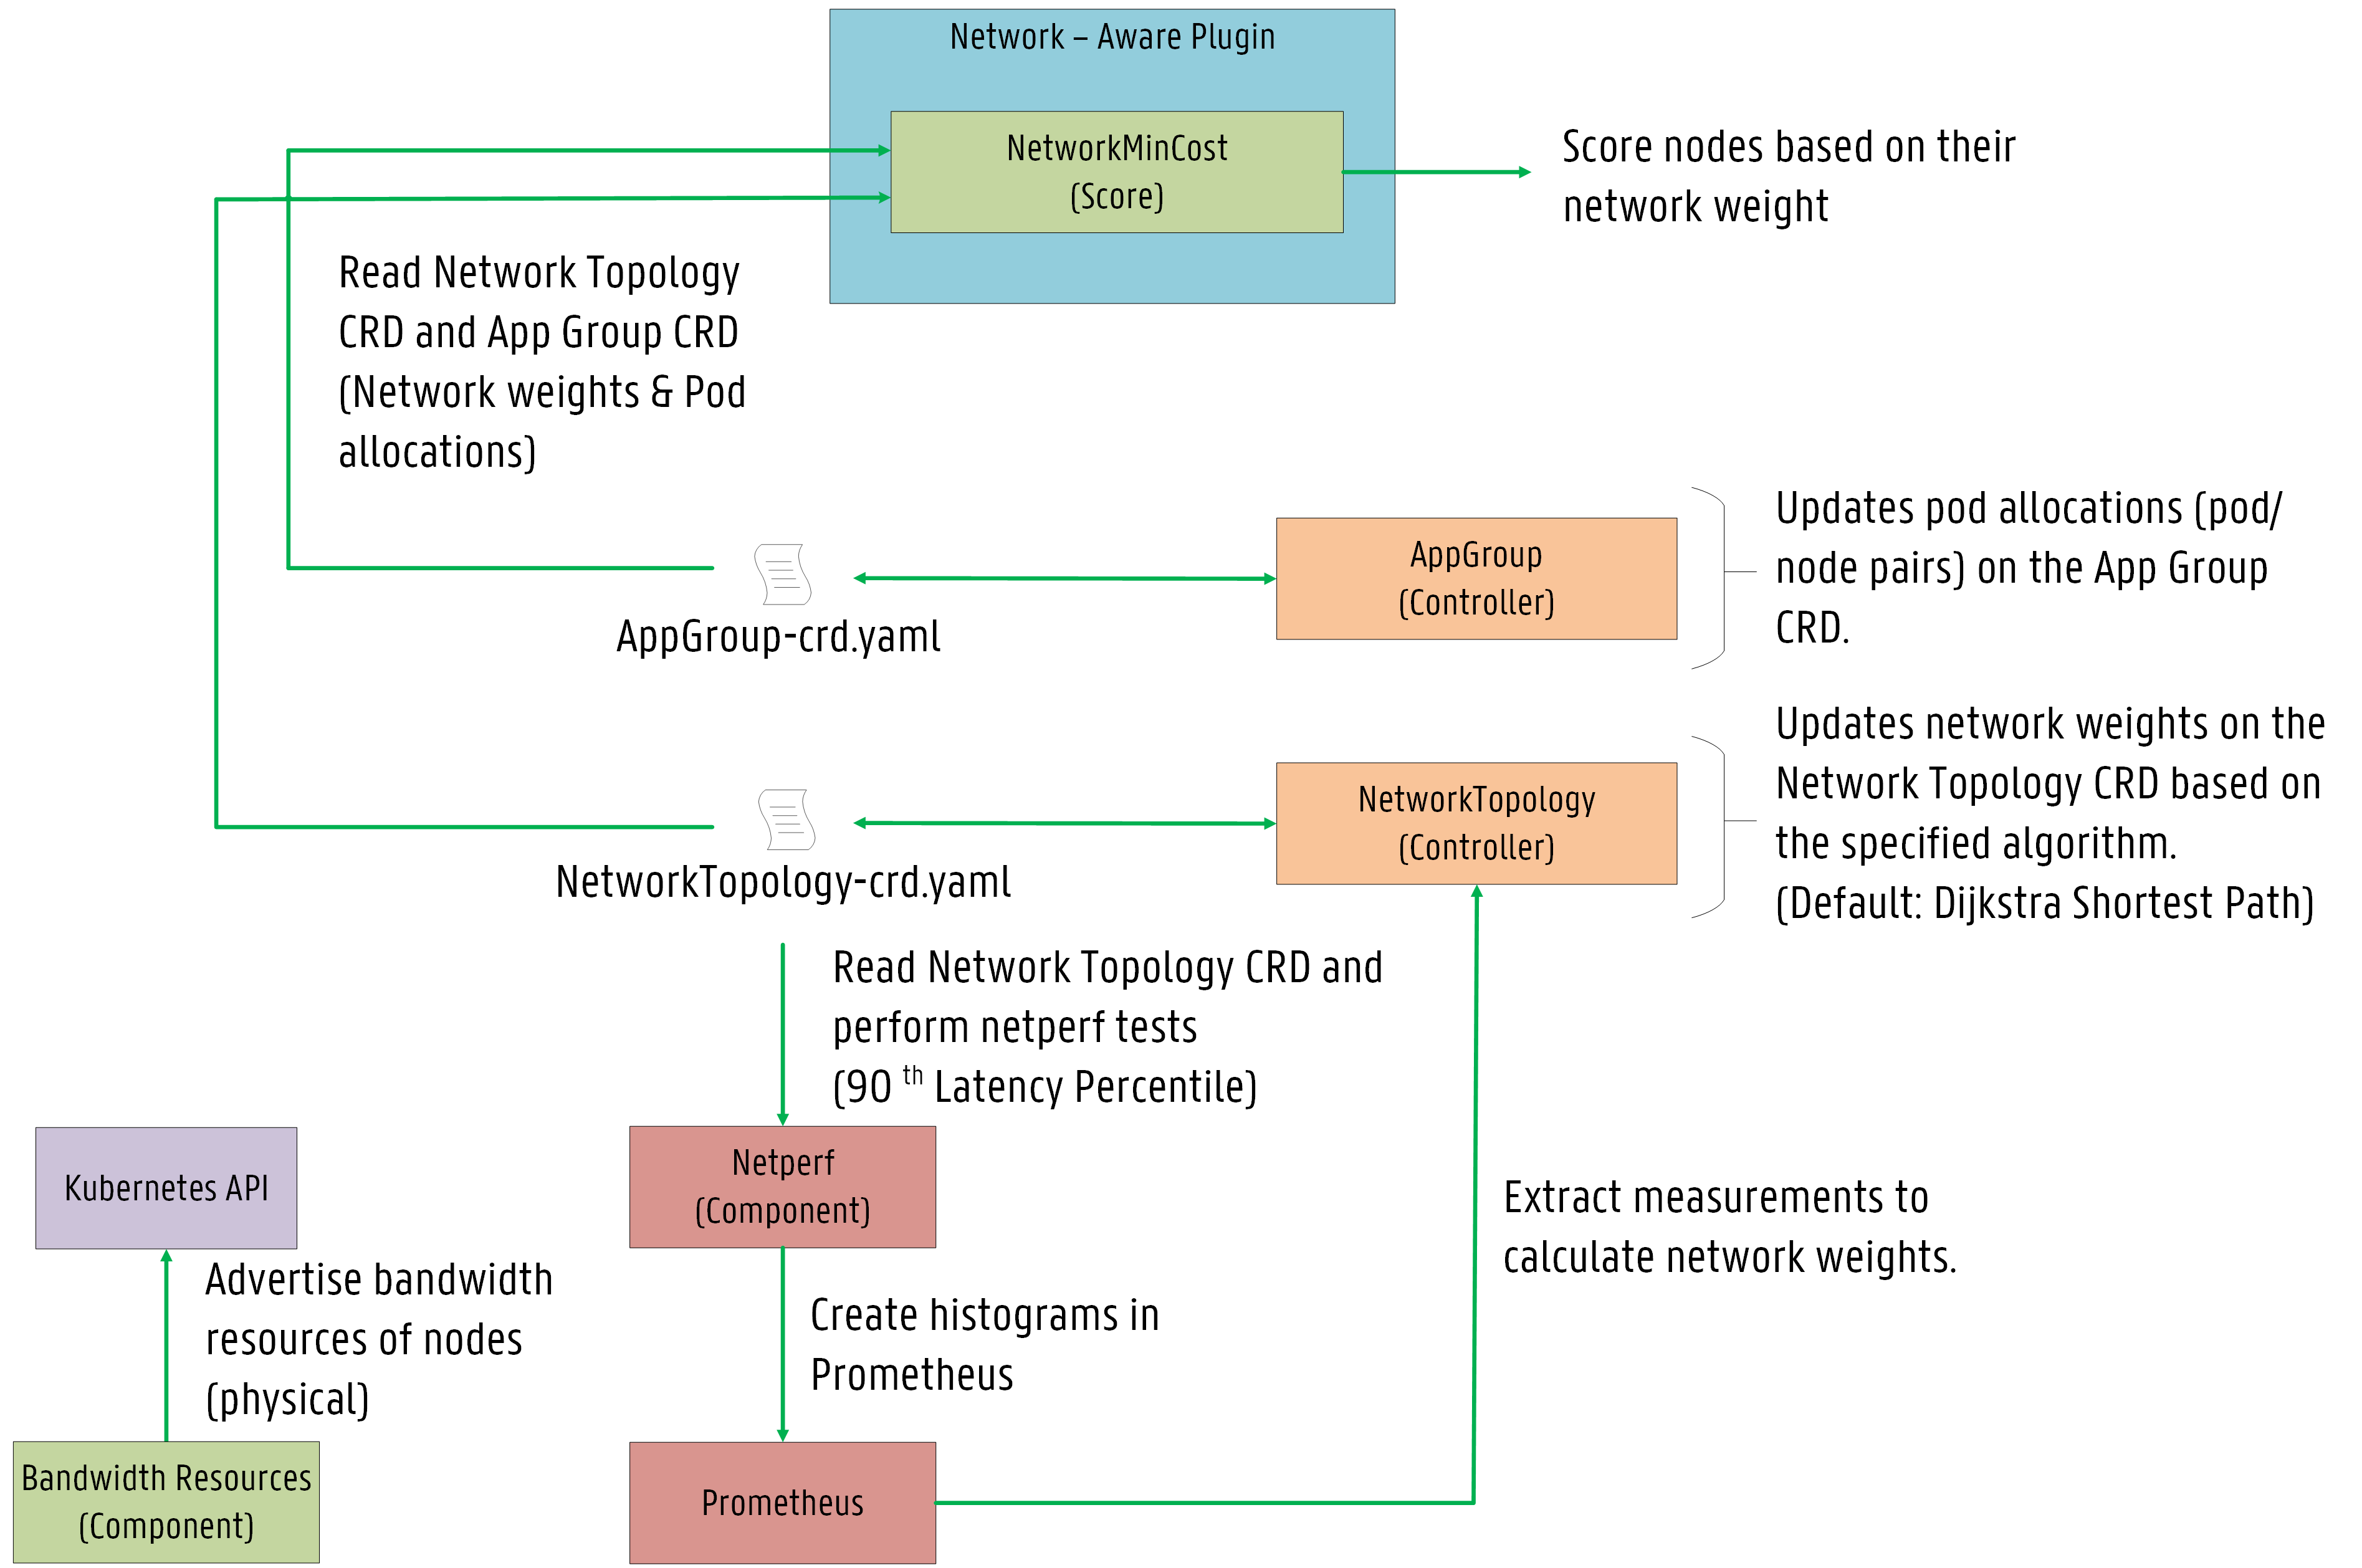 Network – Aware Plugin
NetworkMinCost
(Score)
Score nodes based on their
network weight
Read Network Topology
CRD and App Group CRD
(Network weights & Pod
allocations)
AppGroup-crd.yaml
AppGroup
(Controller)
Updates pod allocations (pod/
node pairs) on the App Group
CRD.
NetworkTopology-crd.yaml
NetworkTopology
(Controller)
Updates network weights on the
Network Topology CRD based on
the specified algorithm.
(Default: Dijkstra Shortest Path)
Read Network Topology CRD and
perform netperf tests
(90 th Latency Percentile)
Kubernetes API
Netperf
(Component)
Extract measurements to
calculate network weights.
Advertise bandwidth
resources of nodes
(physical)
Create histograms in
Prometheus
Bandwidth Resources
(Component)
Prometheus